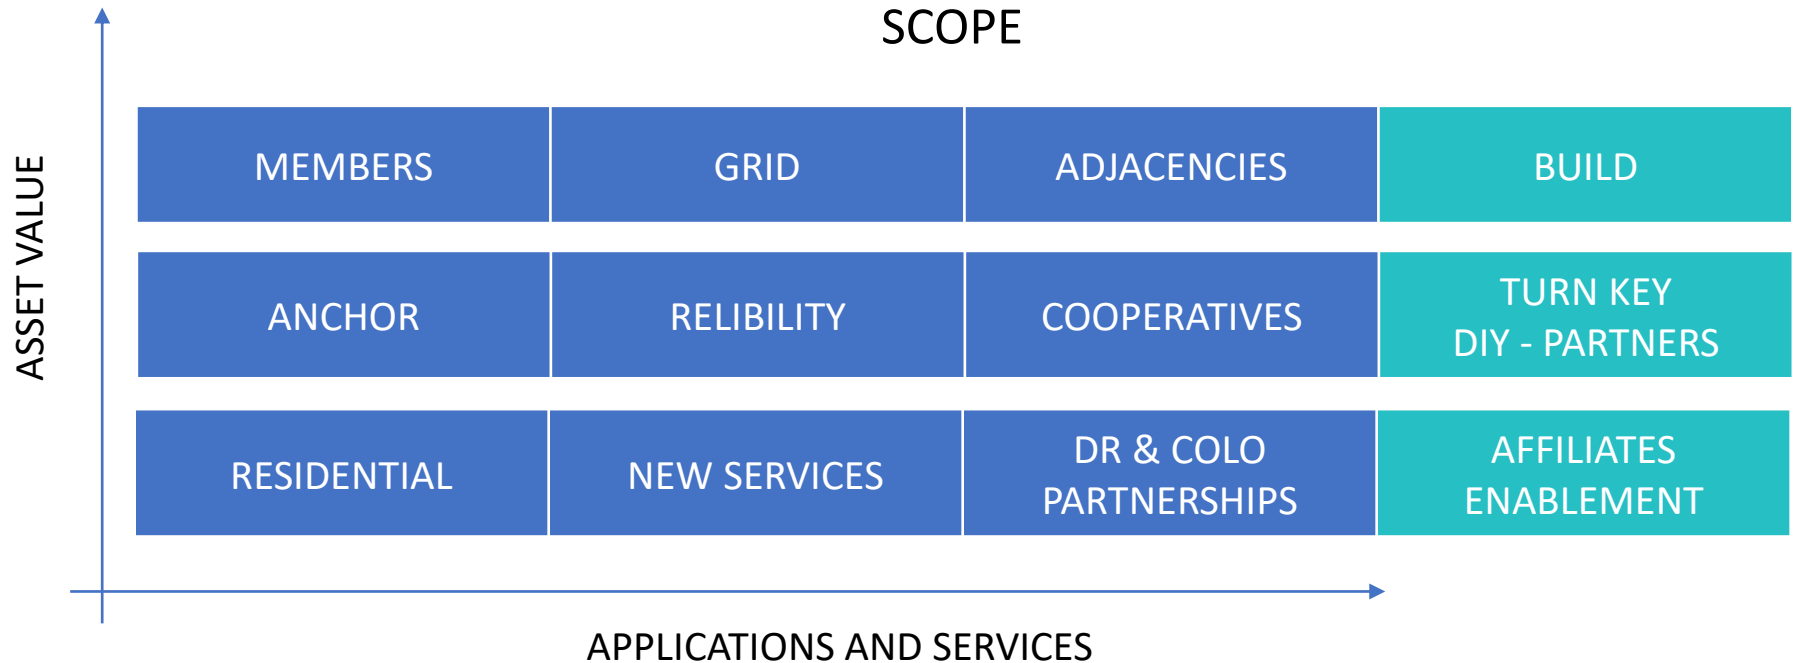 SCOPE
ASSET VALUE
MEMBERS
GRID
ADJACENCIES
BUILD
ANCHOR
RELIBILITY
COOPERATIVES
TURN KEY
DIY - PARTNERS
RESIDENTIAL
NEW SERVICES
DR & COLO
PARTNERSHIPS
AFFILIATES
ENABLEMENT
APPLICATIONS AND SERVICES